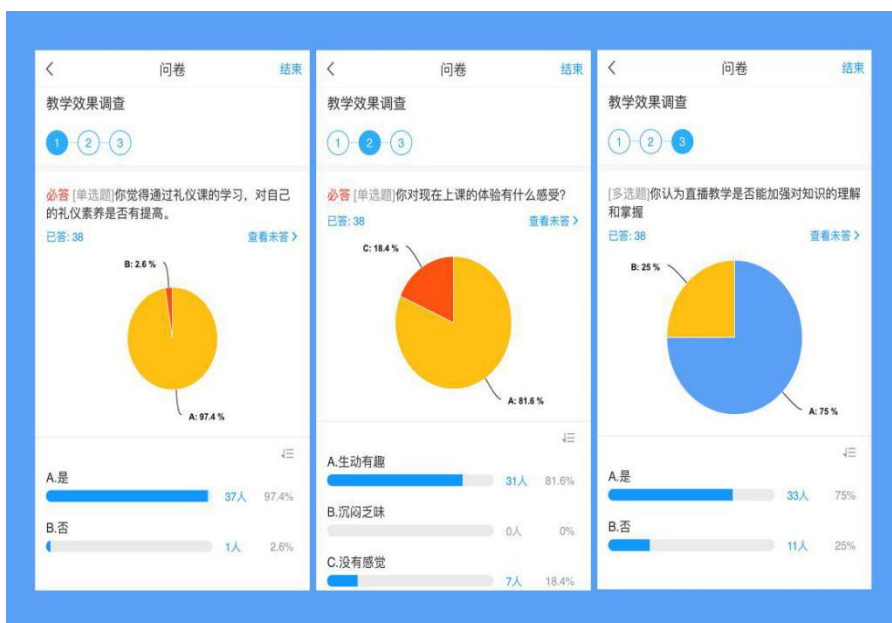 问卷
结束
教学效果调查
1 2 3
必答 [单选题]你觉得通过礼仪课的学习，对自己
的礼仪素养是否有提高。
已答: 38 查看未答
B: 2.6 %
A: 97.4 %
A.是
37人 97.4%
B.否
1人 2.6%
问卷
结束
教学效果调查
1 2 3
必答 [单选题]你对现在上课的体验有什么感受?
已答: 38 查看未答
C: 18.4 %
A: 81.6 %
A.生动有趣
31人 81.6%
B.沉闷乏味
0人 0%
C.没有感觉
7人 18.4%
问卷
结束
教学效果调查
1 2 3
[多选题]你认为直播教学是否能加强对知识的理解
和掌握
已答: 38 查看未答
B: 25 %
A: 75 %
A.是
33人 75%
B.否
11人 25%